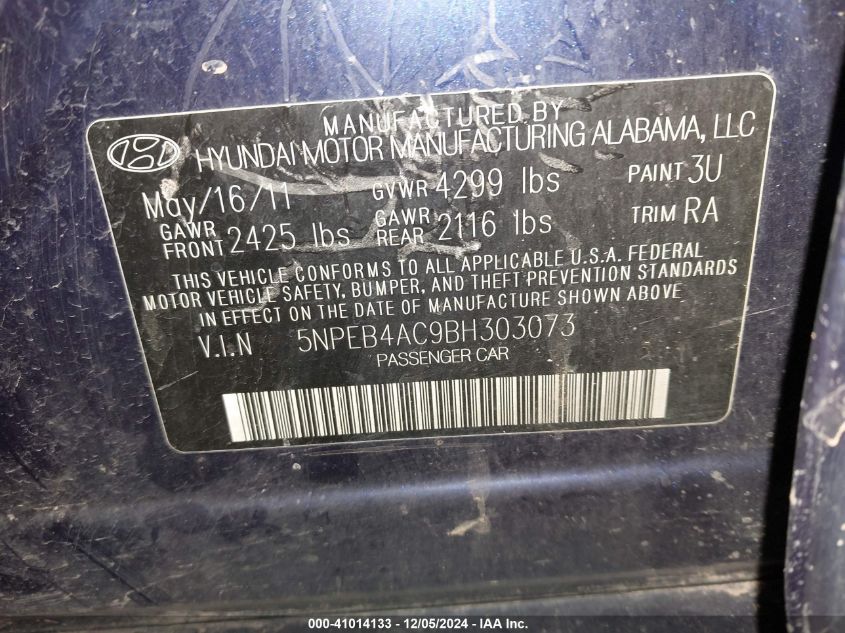 MANUFACTURED BY
HYUNDAI MOTOR MANUFACTURING ALABAMA, LLC
May/16/11 GVWR 4299 lbs PAINT 3U
GAWR FRONT 2425 lbs GAWR REAR 2116 lbs TRIM RA
THIS VEHICLE CONFORMS TO ALL APPLICABLE U.S.A. FEDERAL
MOTOR VEHICLE SAFETY, BUMPER, AND THEFT PREVENTION STANDARDS
IN EFFECT ON THE DATE OF MANUFACTURE SHOWN ABOVE
V.I.N 5NPEB4AC9BH303073
PASSENGER CAR
000-41014133 - 12/05/2024 - IAA Inc.